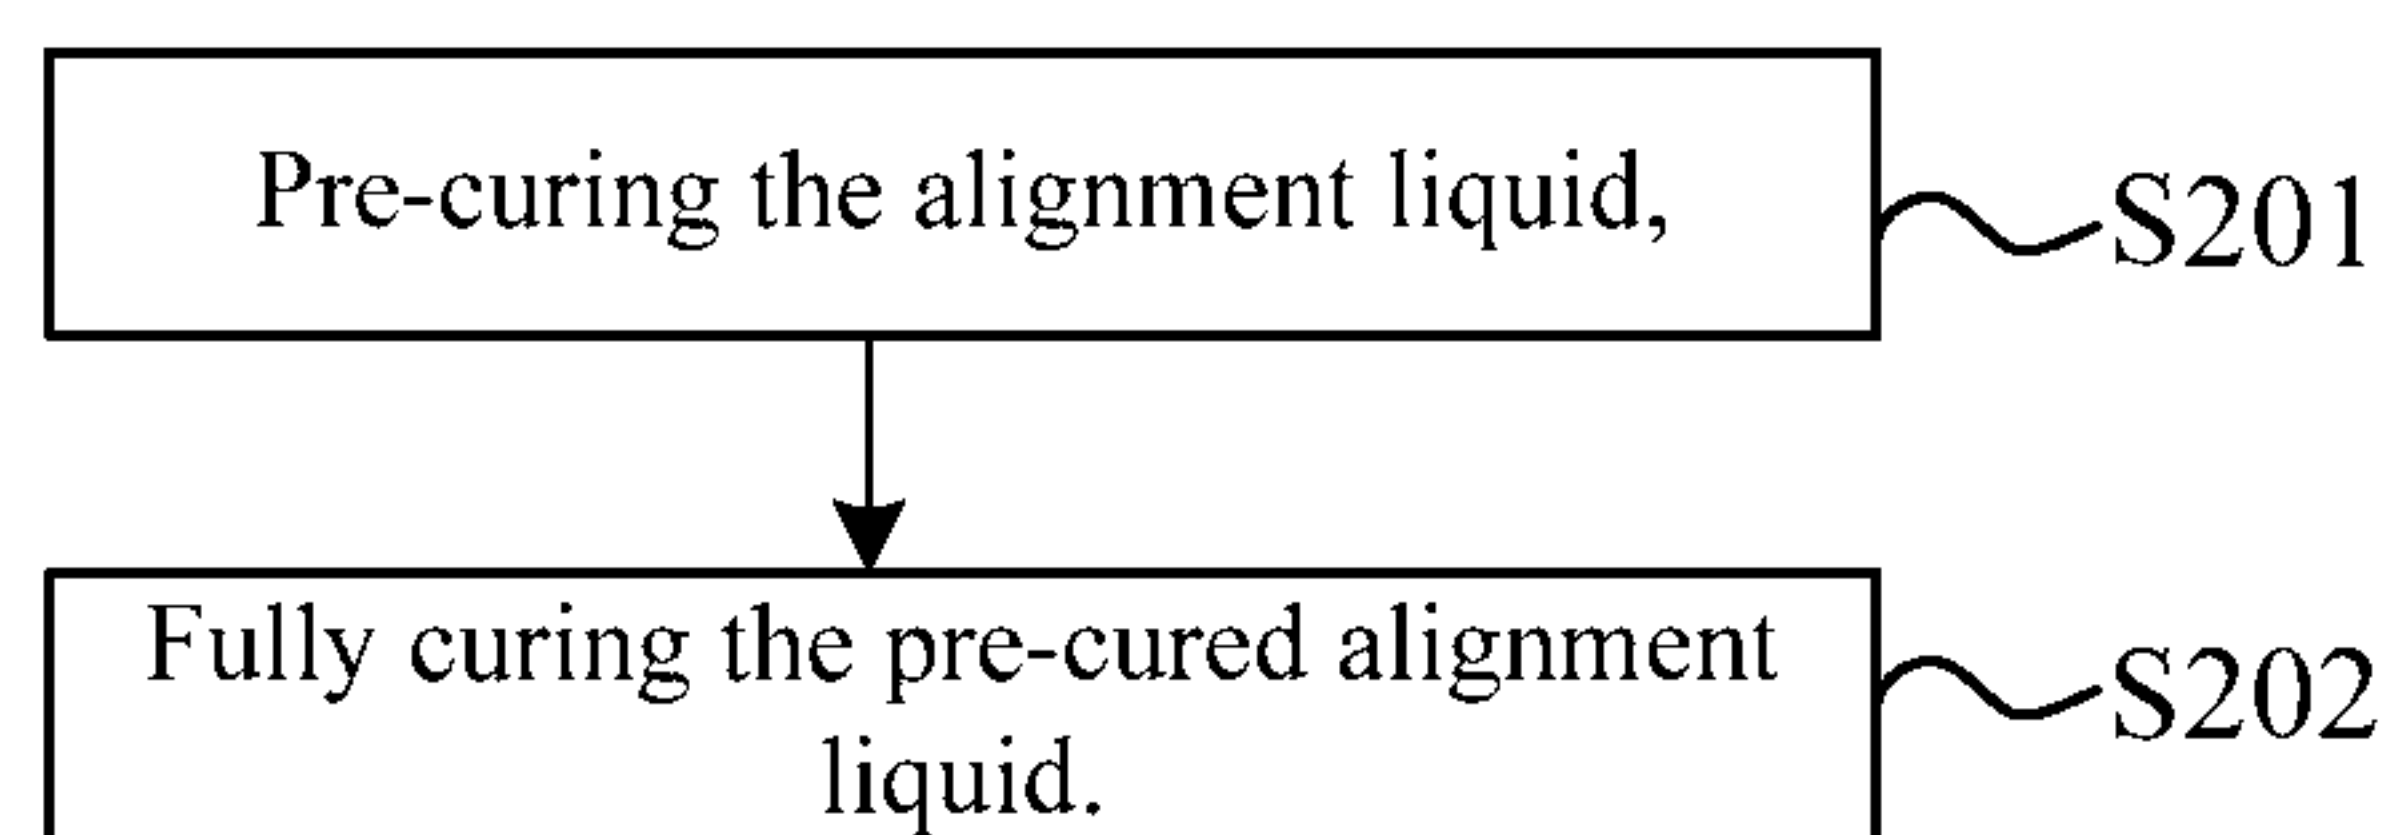 Pre-curing the alignment liquid,
S201
Fully curing the pre-cured alignment
liquid.
S202